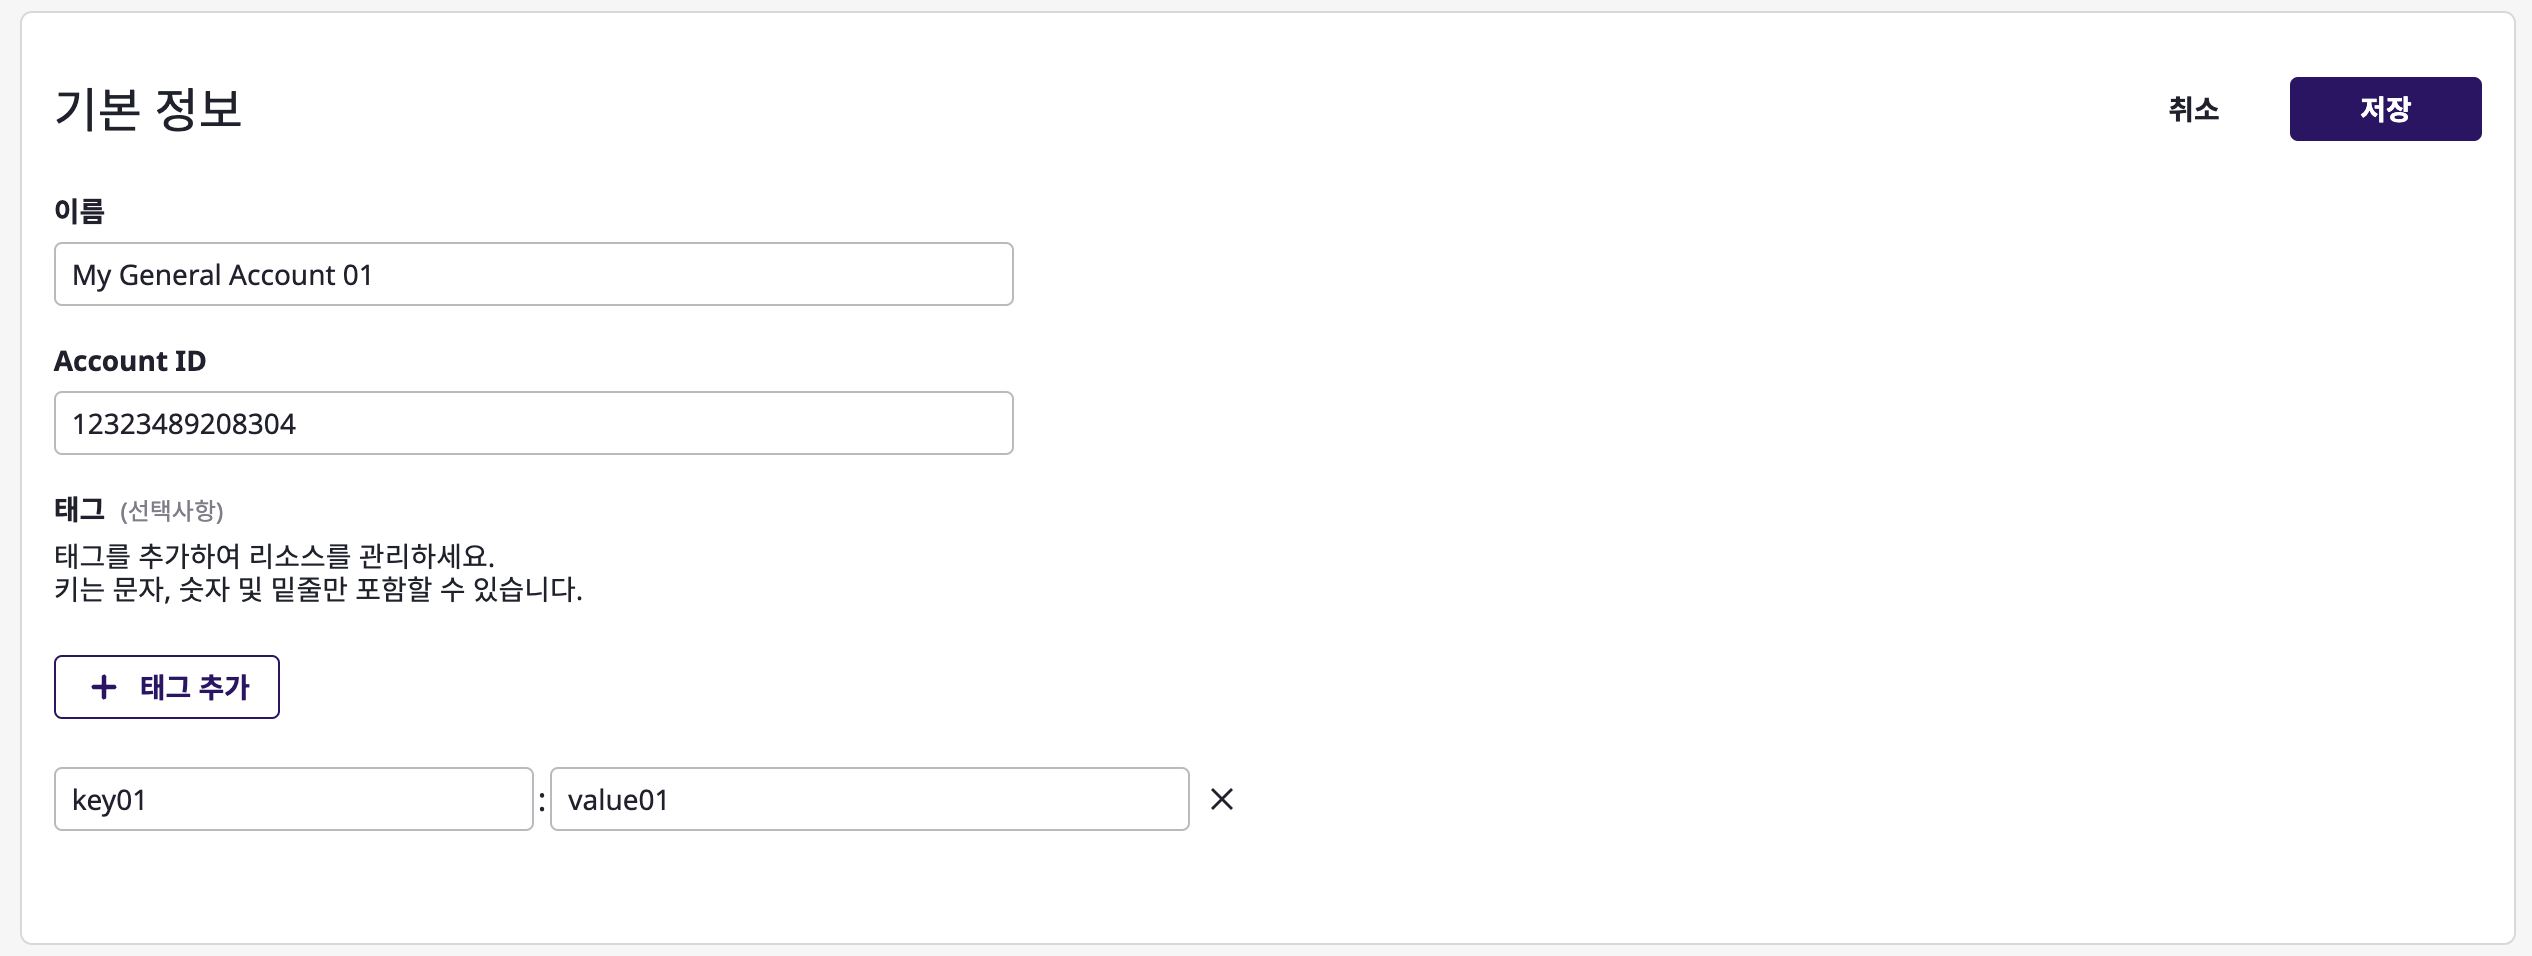 기본 정보
취소
저장
이름
My General Account 01
Account ID
12323489208304
태그 (선택사항)
태그를 추가하여 리소스를 관리하세요.
키는 문자, 숫자 및 밑줄만 포함할 수 있습니다.
+ 태그 추가
key01 : value01